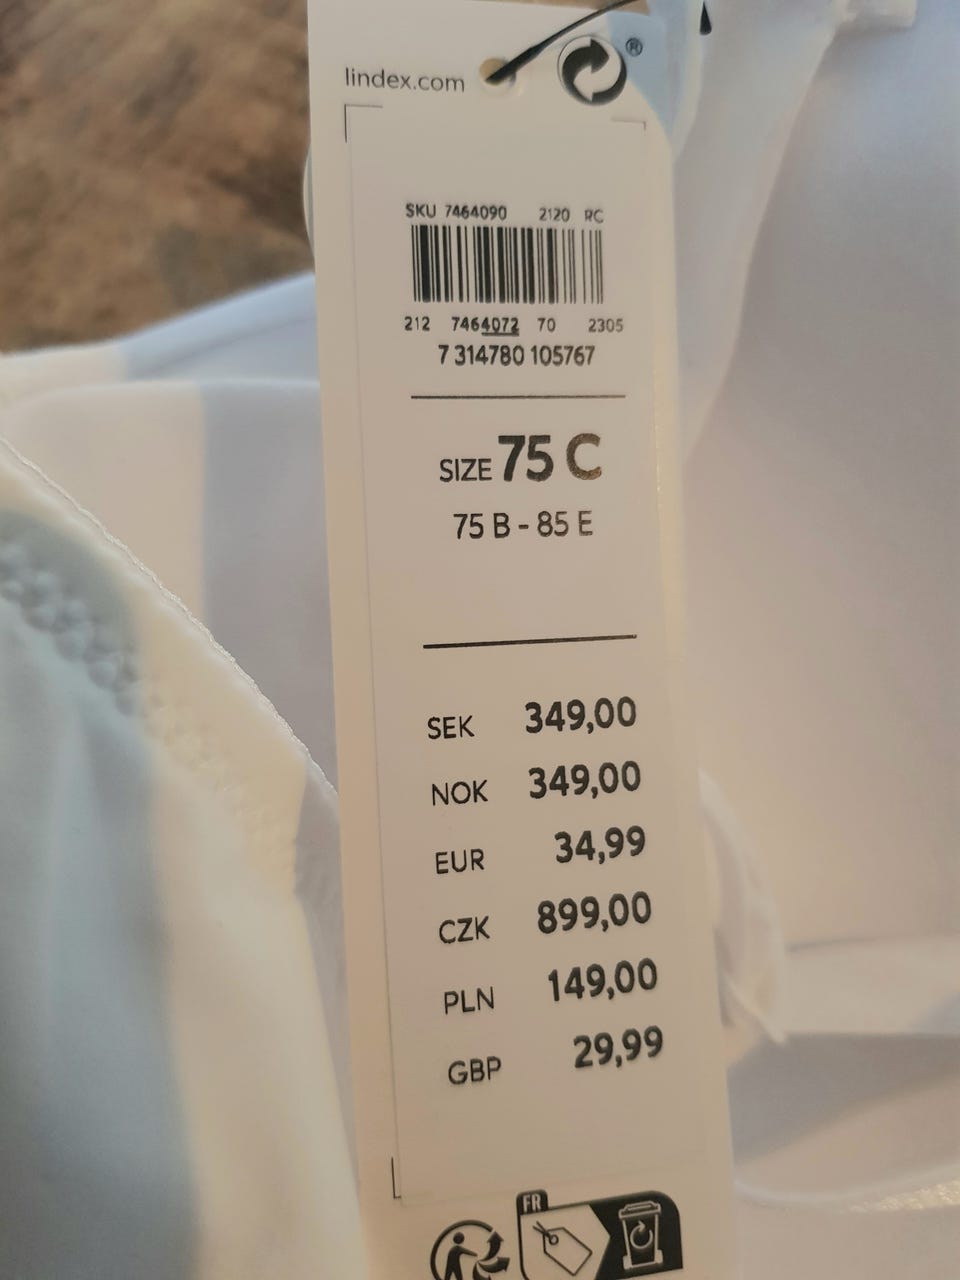 lindex.com
®
SKU 7464090 2120 RC
212 7464072 70 2305
7 314780 105767
SIZE 75 C
75 B - 85 E
SEK 349,00
NOK 349,00
EUR 34,99
CZK 899,00
PLN 149,00
GBP 29,99
FR